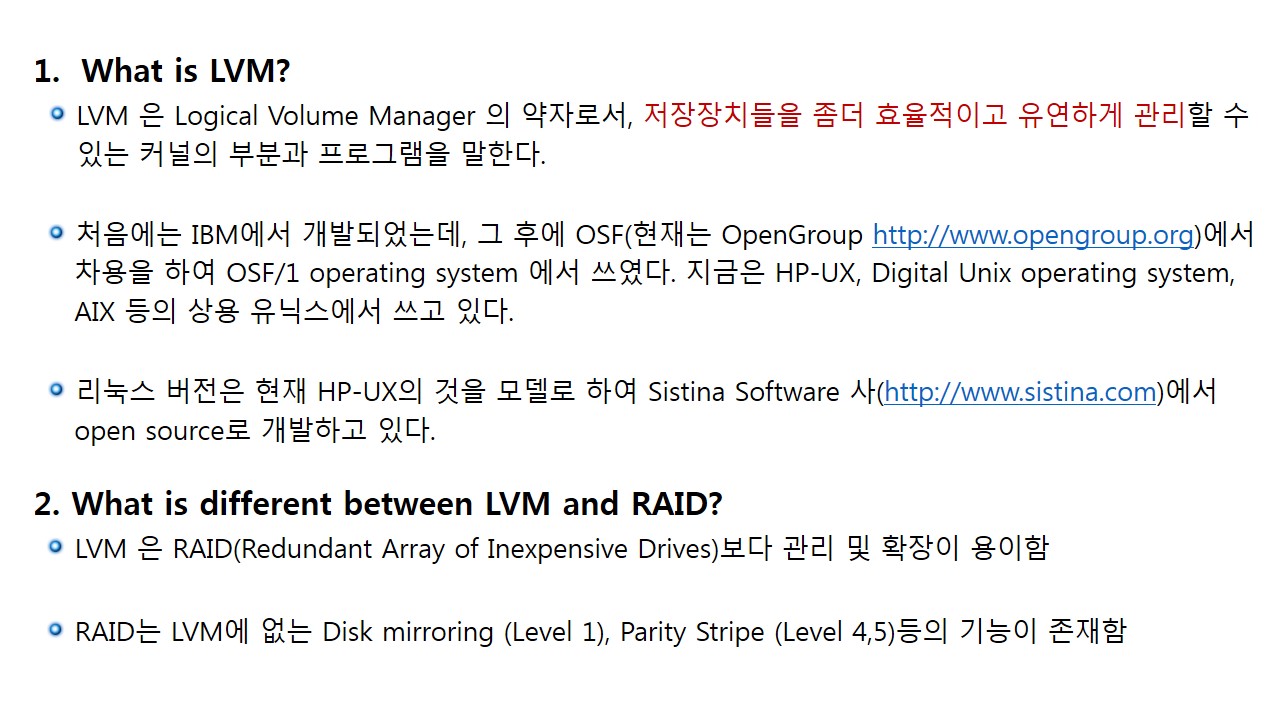 1. What is LVM?
LVM 은 Logical Volume Manager 의 약자로서, 저장장치들을 좀더 효율적이고 유연하게 관리할 수
있는 커널의 부분과 프로그램을 말한다.
처음에는 IBM에서 개발되었는데, 그 후에 OSF(현재는 OpenGroup http://www.opengroup.org)에서
차용을 하여 OSF/1 operating system 에서 쓰였다. 지금은 HP-UX, Digital Unix operating system,
AIX 등의 상용 유닉스에서 쓰고 있다.
리눅스 버전은 현재 HP-UX의 것을 모델로 하여 Sistina Software 사(http://www.sistina.com)에서
open source로 개발하고 있다.
2. What is different between LVM and RAID?
LVM 은 RAID(Redundant Array of Inexpensive Drives)보다 관리 및 확장이 용이함
RAID는 LVM에 없는 Disk mirroring (Level 1), Parity Stripe (Level 4,5)등의 기능이 존재함